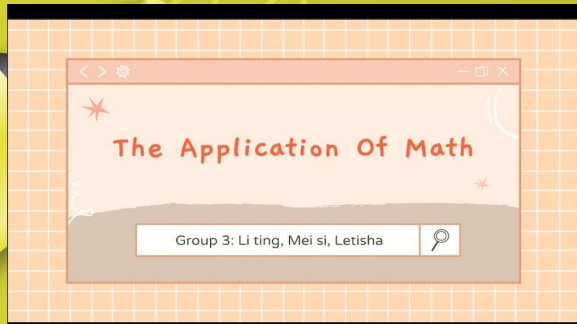 The Application Of Math
Group 3: Li ting, Mei si, Letisha